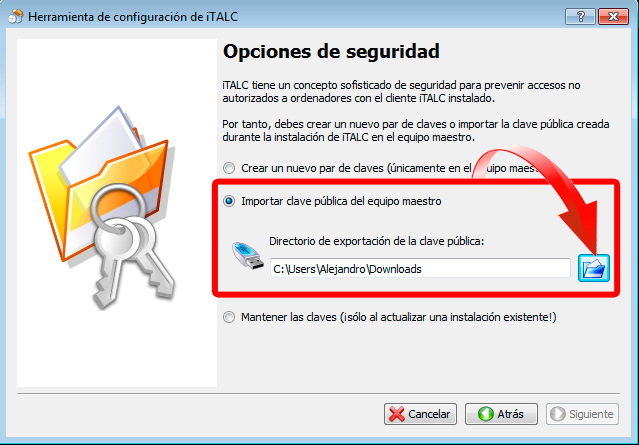 Herramienta de configuración de iTALC
Opciones de seguridad
iTALC tiene un concepto sofisticado de seguridad para prevenir accesos no
autorizados a ordenadores con el cliente iTALC instalado.
Por tanto, debes crear un nuevo par de claves o importar la clave pública creada
durante la instalación de iTALC en el equipo maestro.
Crear un nuevo par de claves (únicamente en el
Importar clave pública del equipo maestro
Directorio de exportación de la clave pública:
C:\Users\Alejandro\Downloads
Mantener las claves (¡sólo al actualizar una instalación existente!)
Cancelar
Atrás
Siguiente